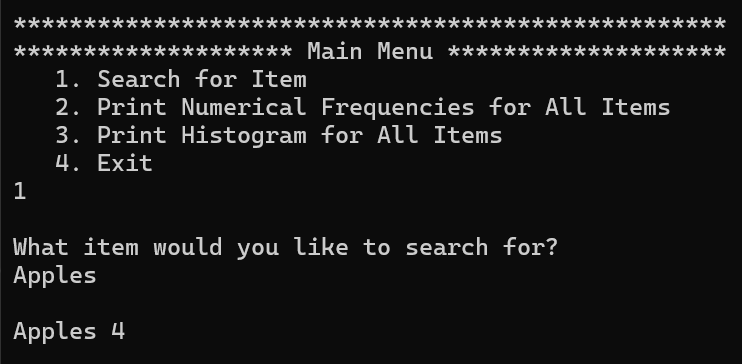 ***************************************************
******************** Main Menu ********************
   1. Search for Item
   2. Print Numerical Frequencies for All Items
   3. Print Histogram for All Items
   4. Exit
1
What item would you like to search for?
Apples
Apples 4